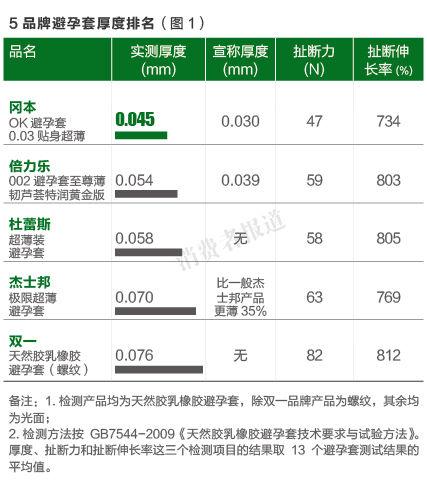 5 品牌避孕套厚度排名（图 1）
品名 实测厚度 (mm) 宣称厚度 (mm) 扯断力 (N) 扯断伸长率 (%)
冈本
OK 避孕套
0.03 贴身超薄
0.045 0.030 47 734
倍力乐
002 避孕套至尊薄
韧芦荟特润黄金版
0.054 0.039 59 803
杜蕾斯
超薄装
避孕套
0.058 无 58 805
杰士邦
极限超薄
避孕套
0.070
比一般杰
士邦产品
更薄 35%
63 769
双一
天然胶乳橡胶
避孕套（螺纹）
0.076 无 82 812
消费者报道
备注：1. 检测产品均为天然胶乳橡胶避孕套，除双一品牌产品为螺纹，其余均
为光面；
2. 检测方法按 GB7544-2009《天然胶乳橡胶避孕套技术要求与试验方法》。
厚度、扯断力和扯断伸长率这三个检测项目的结果取 13 个避孕套测试结果的
平均值。